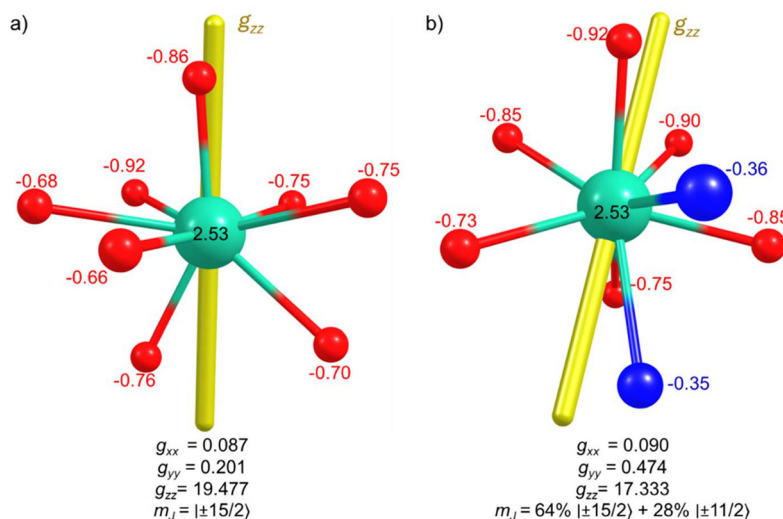 a)
g_zz
-0.86
-0.68
-0.92
-0.75
-0.75
2.53
-0.66
-0.76
-0.70
g_xx = 0.087
g_yy = 0.201
g_zz= 19.477
m_J = |±15/2⟩
b)
g_zz
-0.92
-0.85
-0.90
-0.36
2.53
-0.73
-0.85
-0.75
-0.35
g_xx = 0.090
g_yy = 0.474
g_zz= 17.333
m_J = 64% |±15/2⟩ + 28% |±11/2⟩